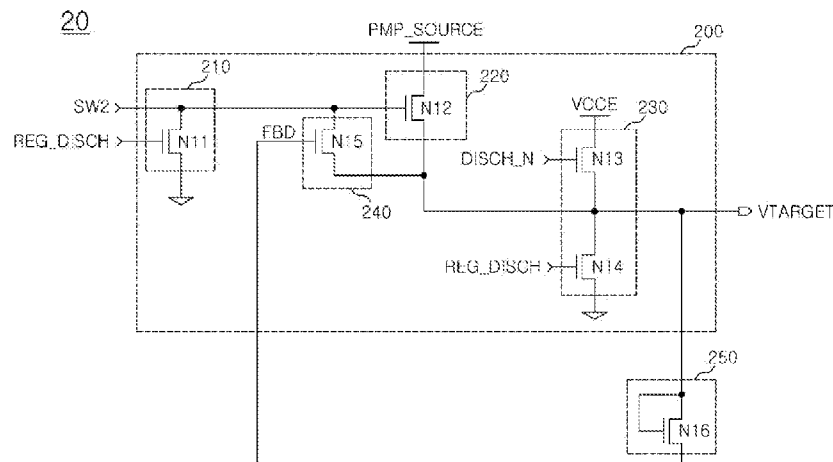 20
PMP_SOURCE
200
210
220
SW2
N12
VCCE
230
REG_DISCH
N11
FBD
N15
DISCH_N
N13
240
VTARGET
REG_DISCH
N14
250
N16